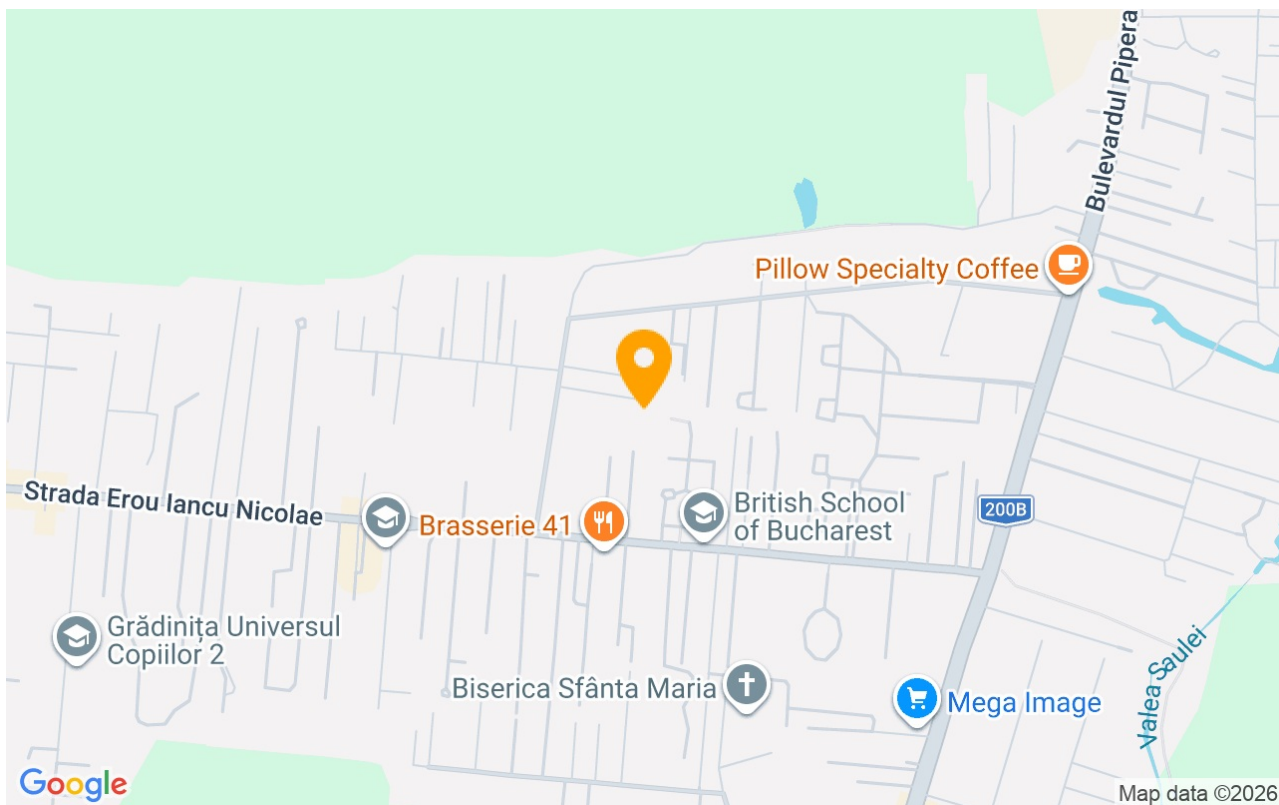 Bulevardul Pipera
Pillow Specialty Coffee
Strada Erou Iancu Nicolae
Brasserie 41
British School
of Bucharest
200B
Grădinița Universul
Copiilor 2
Biserica Sfânta Maria
Mega Image
Valea Saulei
Google
Map data ©2026